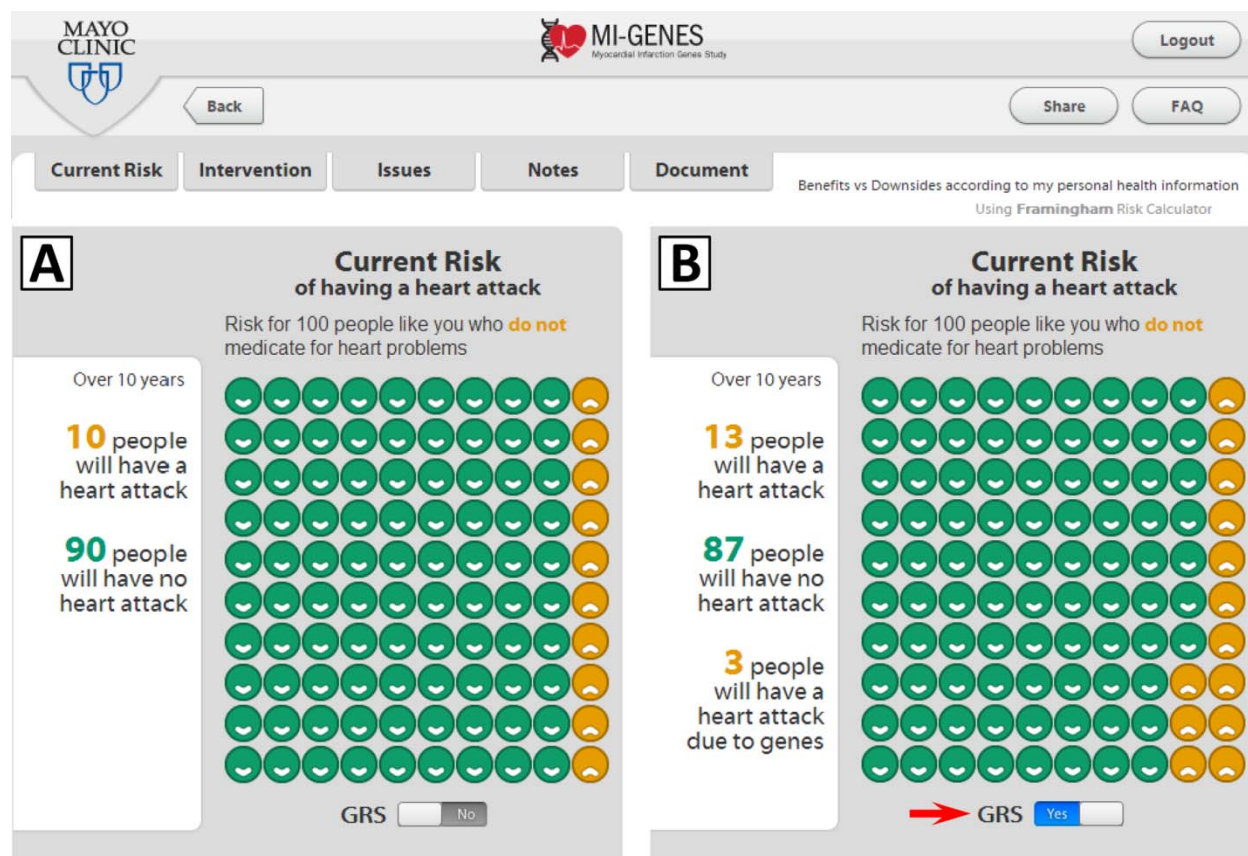 MAYO
CLINIC
MI-GENES
Myocardial Infarction Genes Study
Logout
Back
Share
FAQ
Current Risk
Intervention
Issues
Notes
Document
Benefits vs Downsides according to my personal health information
Using Framingham Risk Calculator
A
Current Risk
of having a heart attack
Risk for 100 people like you who do not
medicate for heart problems
Over 10 years
10 people
will have a
heart attack
90 people
will have no
heart attack
GRS
No
B
Current Risk
of having a heart attack
Risk for 100 people like you who do not
medicate for heart problems
Over 10 years
13 people
will have a
heart attack
87 people
will have no
heart attack
3 people
will have a
heart attack
due to genes
GRS
Yes